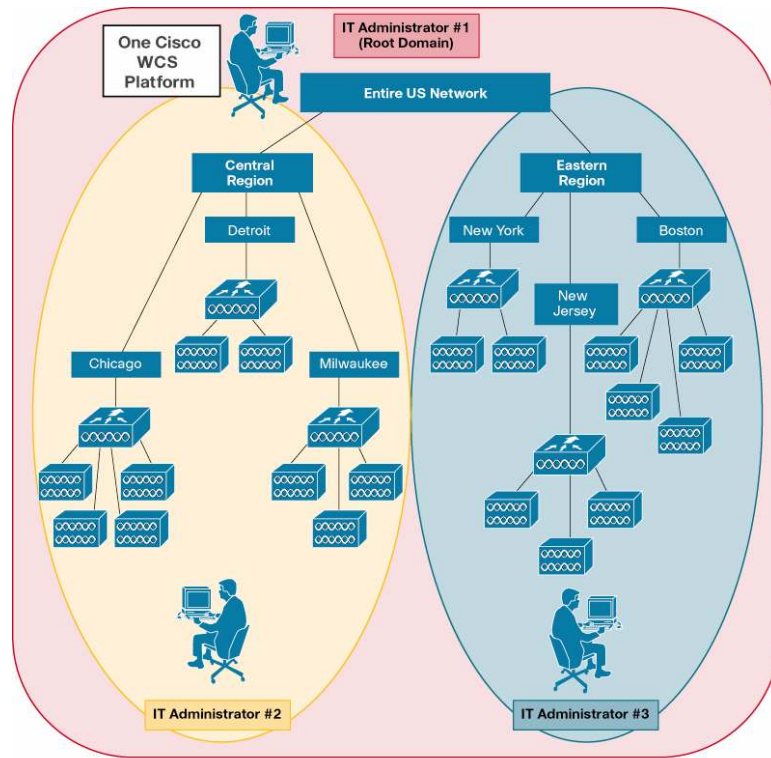 One Cisco
WCS
Platform
IT Administrator #1
(Root Domain)
Entire US Network
Central
Region
Eastern
Region
Detroit
New York
Boston
New
Jersey
Chicago
Milwaukee
IT Administrator #2
IT Administrator #3